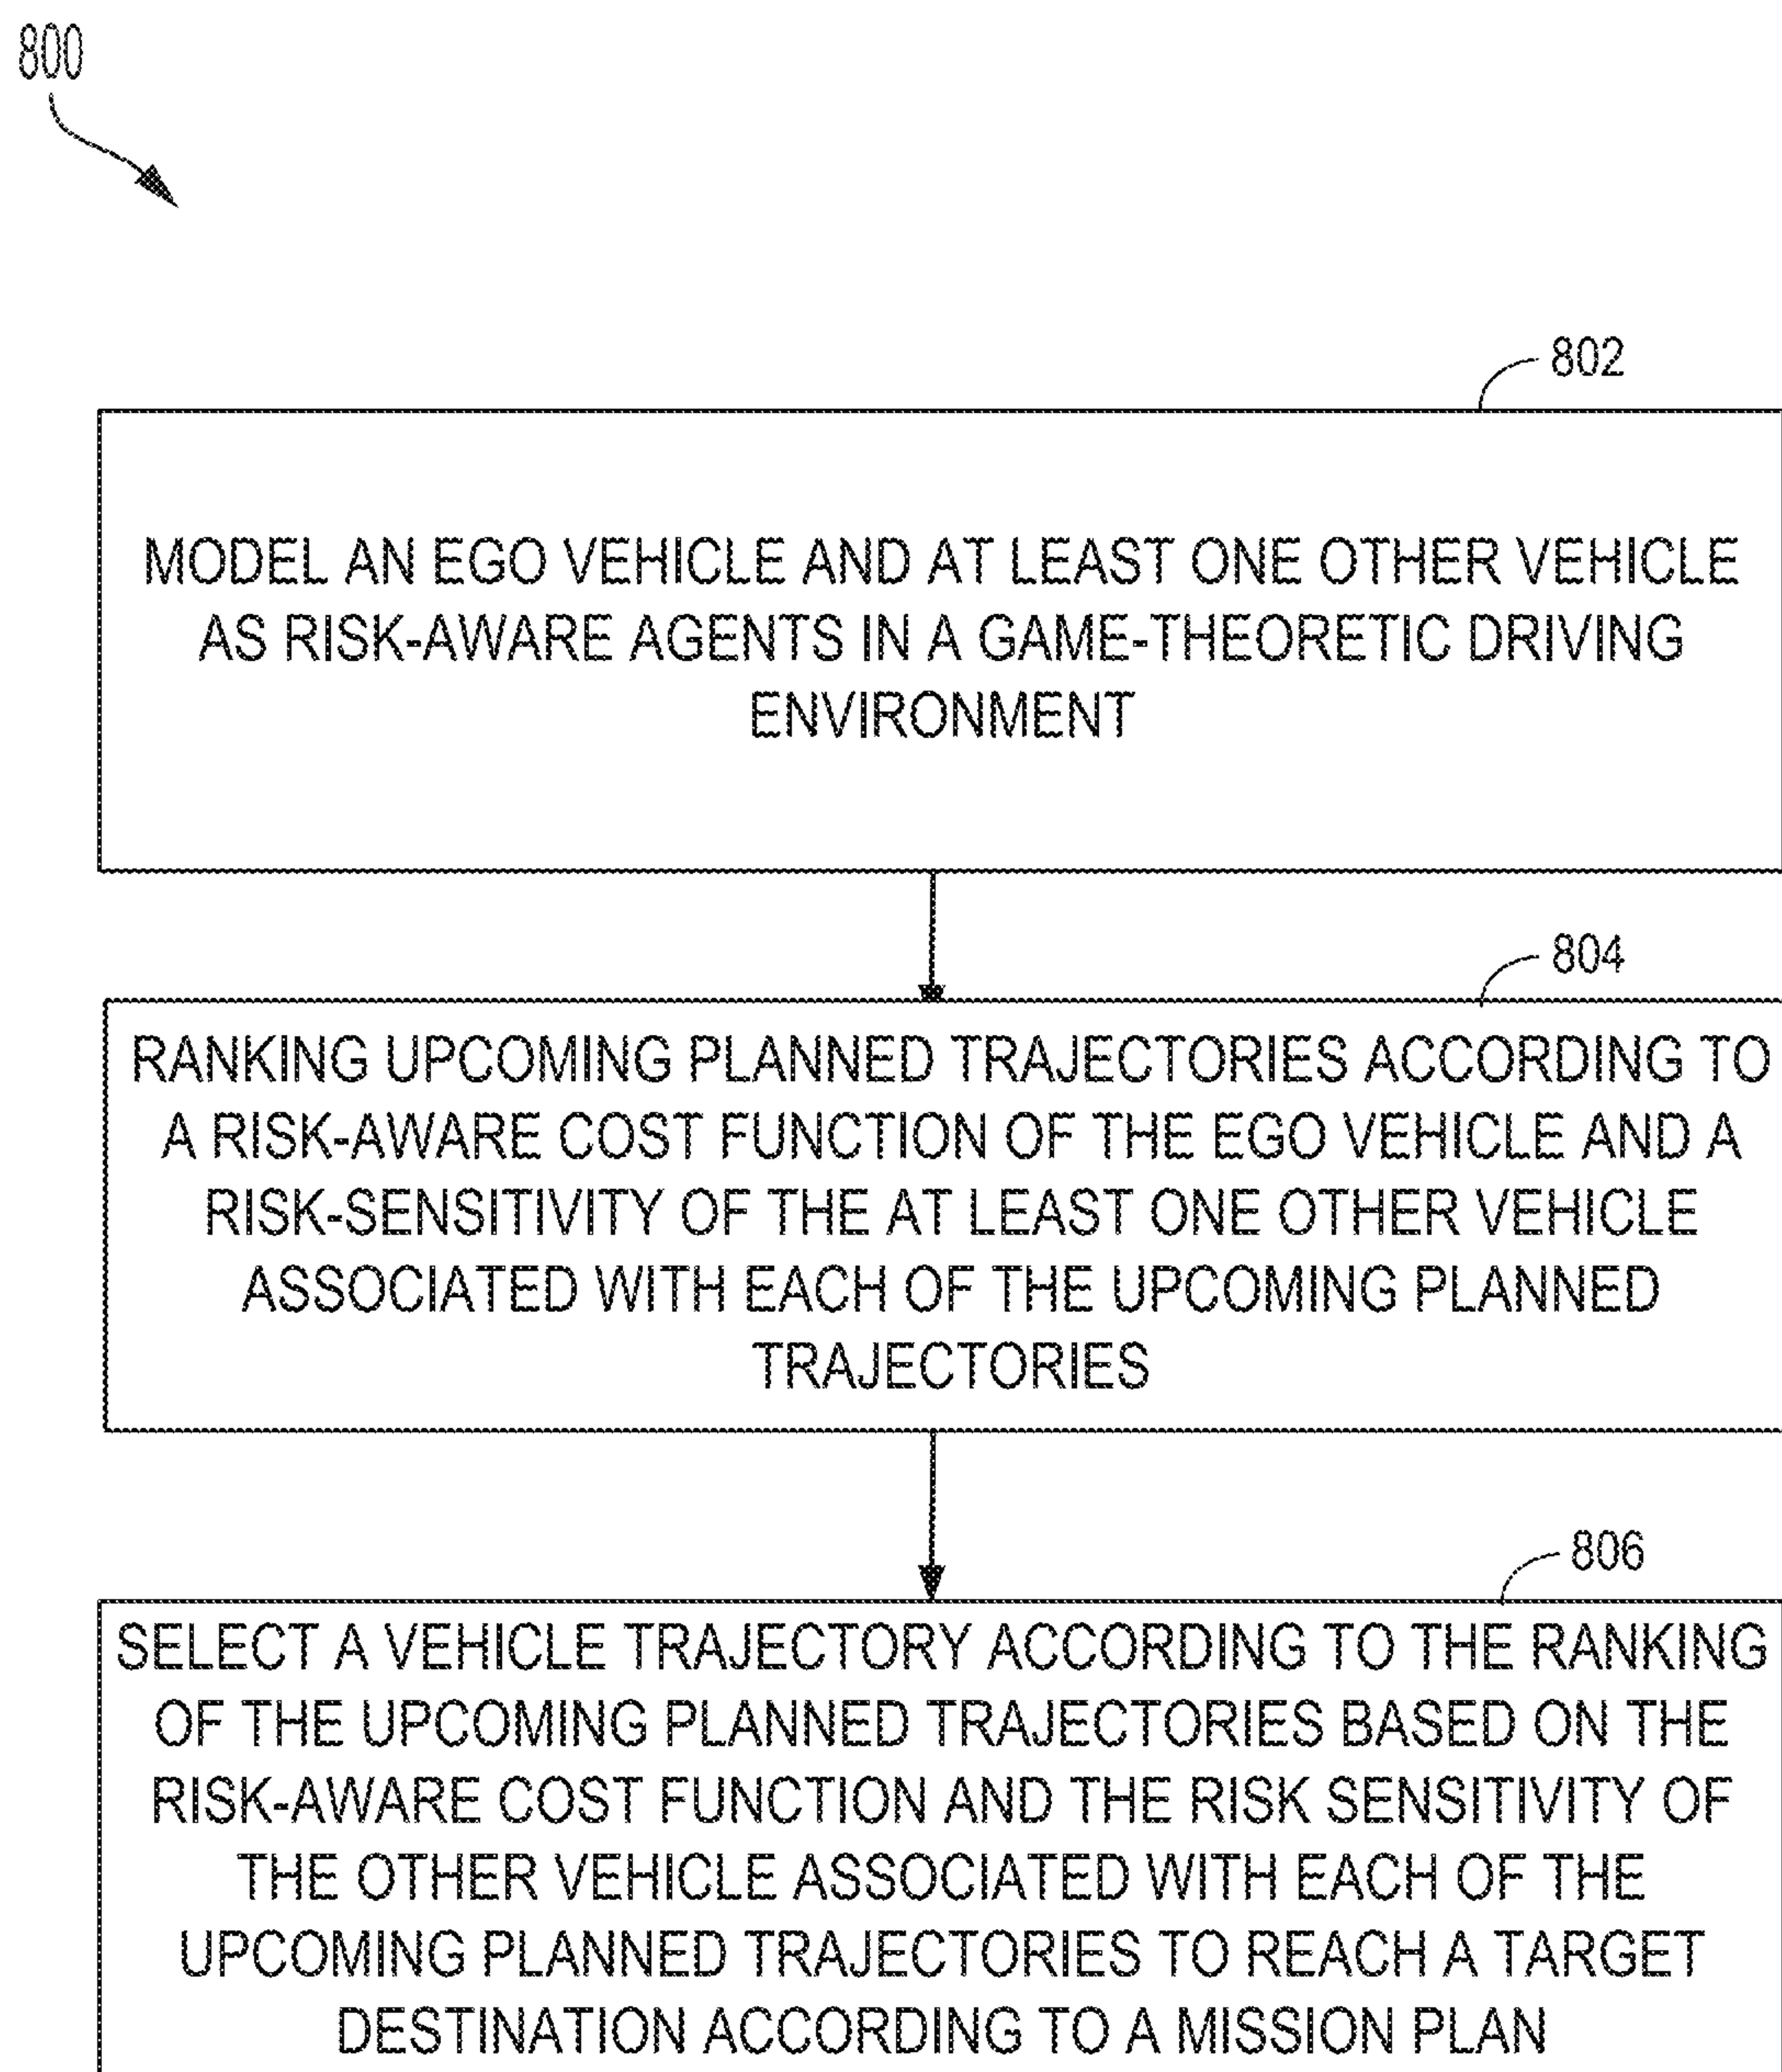 800
802
MODEL AN EGO VEHICLE AND AT LEAST ONE OTHER VEHICLE
AS RISK-AWARE AGENTS IN A GAME-THEORETIC DRIVING
ENVIRONMENT
804
RANKING UPCOMING PLANNED TRAJECTORIES ACCORDING TO
A RISK-AWARE COST FUNCTION OF THE EGO VEHICLE AND A
RISK-SENSITIVITY OF THE AT LEAST ONE OTHER VEHICLE
ASSOCIATED WITH EACH OF THE UPCOMING PLANNED
TRAJECTORIES
806
SELECT A VEHICLE TRAJECTORY ACCORDING TO THE RANKING
OF THE UPCOMING PLANNED TRAJECTORIES BASED ON THE
RISK-AWARE COST FUNCTION AND THE RISK SENSITIVITY OF
THE OTHER VEHICLE ASSOCIATED WITH EACH OF THE
UPCOMING PLANNED TRAJECTORIES TO REACH A TARGET
DESTINATION ACCORDING TO A MISSION PLAN